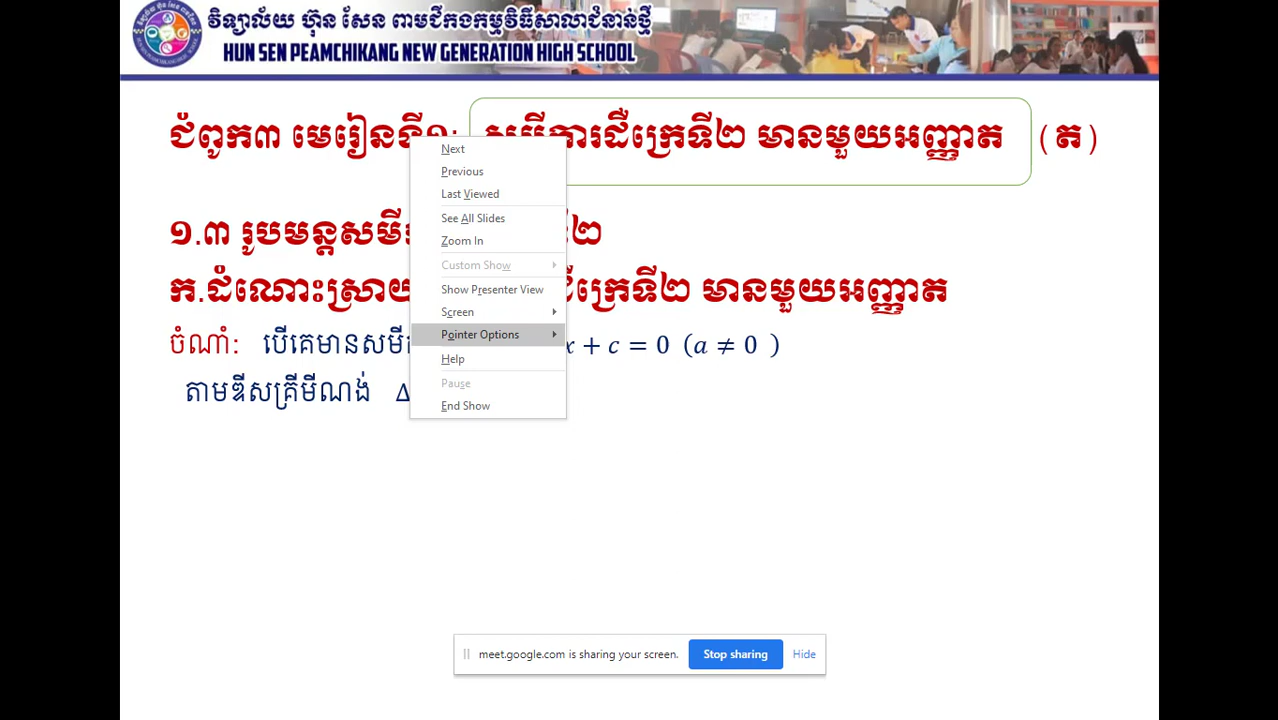 វិទ្យាល័យ ហ៊ុន សែន ពាមជីកងកម្មវិធីសាលាជំនាន់ថ្មី
HUN SEN PEAMCHIKANG NEW GENERATION HIGH SCHOOL
ជំពូក៣ មេរៀនទី១: សមីការដឺក្រេទី២ មានមួយអញ្ញាត (ត)
Next
Previous
Last Viewed
See All Slides
Zoom In
Custom Show
Show Presenter View
Screen
Pointer Options
Help
Pause
End Show
១.៣ រូបមន្តសមី ២
ក.ដំណោះស្រាយ ដឺក្រេទី២ មានមួយអញ្ញាត
ចំណាំ: បើគេមានសមី x + c = 0 (a ≠ 0 )
តាមឌីសគ្រីមីណង់ Δ
meet.google.com is sharing your screen.
Stop sharing
Hide